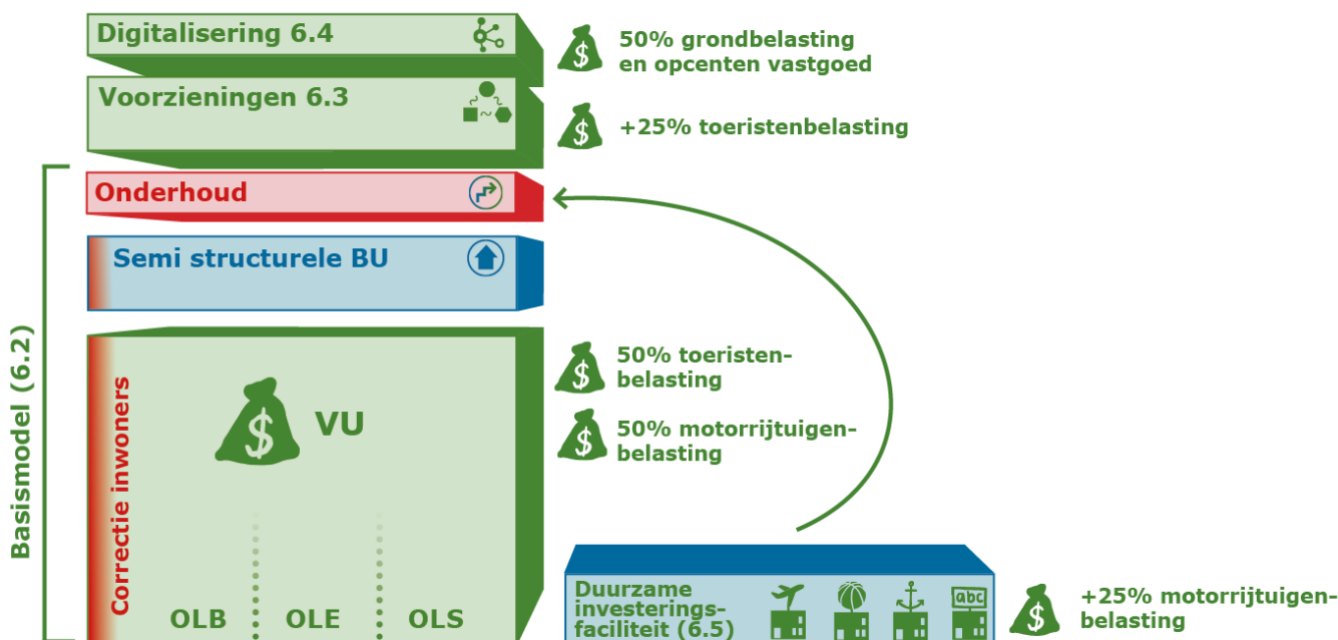 Digitalisering 6.4
$ 50% grondbelasting
en opcenten vastgoed
Voorzieningen 6.3
$ +25% toeristenbelasting
Onderhoud
Semi structurele BU
Basismodel (6.2)
Correctie inwoners
$ VU
$ 50% toeristen-
belasting
$ 50% motorrijtuigen-
belasting
OLB
OLE
OLS
Duurzame
investerings-
faciliteit (6.5)
abc
$ +25% motorrijtuigen-
belasting